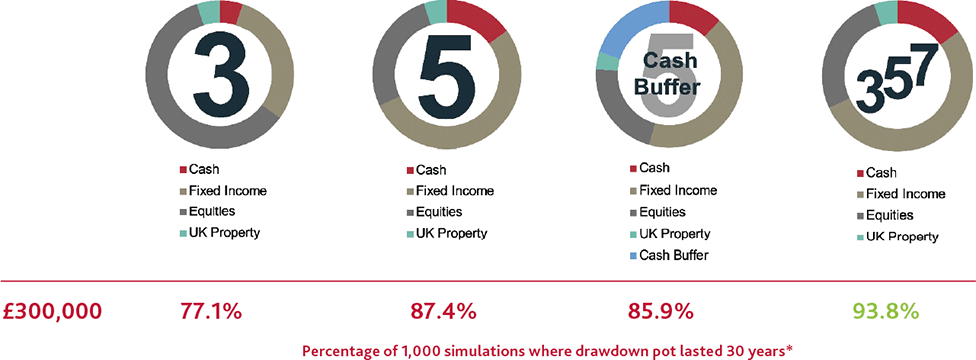 3
5
5
Cash
Buffer
357
Cash
Fixed Income
Equities
UK Property
Cash
Fixed Income
Equities
UK Property
Cash
Fixed Income
Equities
UK Property
Cash Buffer
Cash
Fixed Income
Equities
UK Property
£300,000 77.1% 87.4% 85.9% 93.8%
Percentage of 1,000 simulations where drawdown pot lasted 30 years*